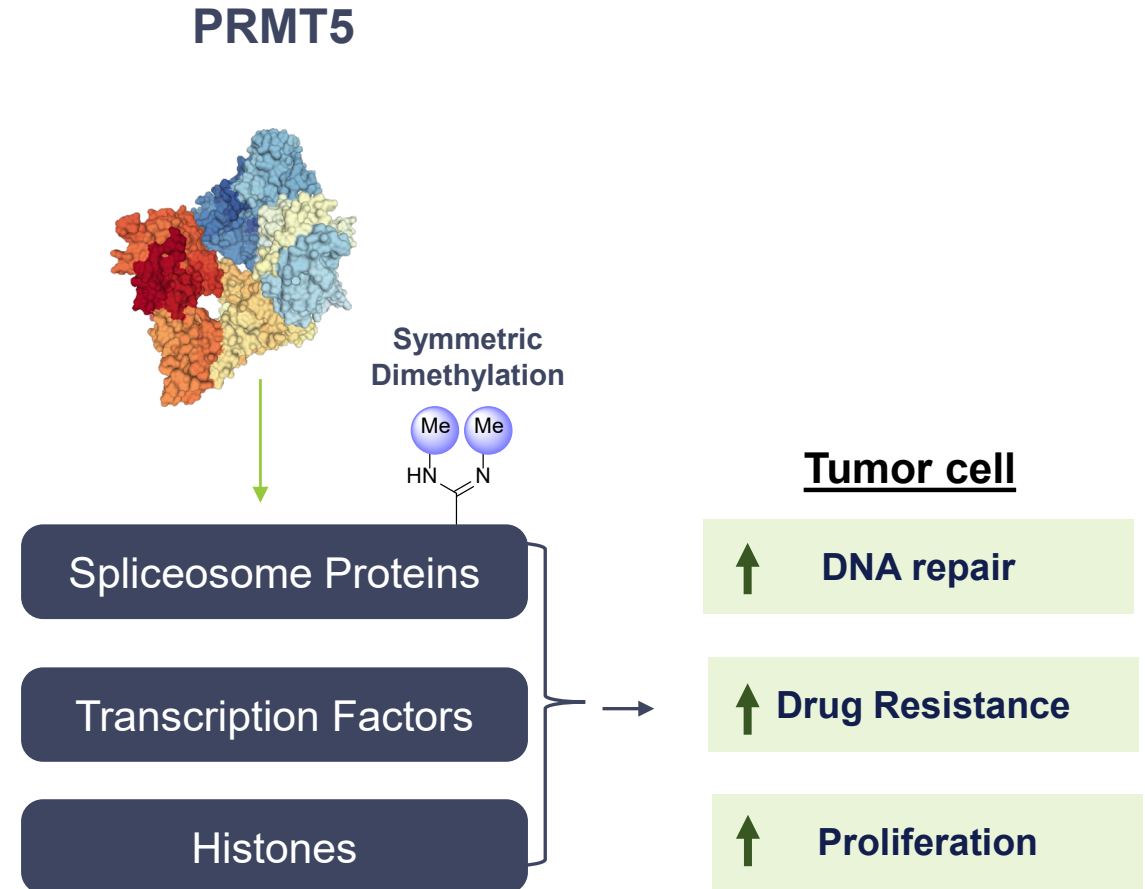 PRMT5
Symmetric
Dimethylation
Me Me
HN N
Tumor cell
Spliceosome Proteins
DNA repair
Transcription Factors
Drug Resistance
Histones
Proliferation